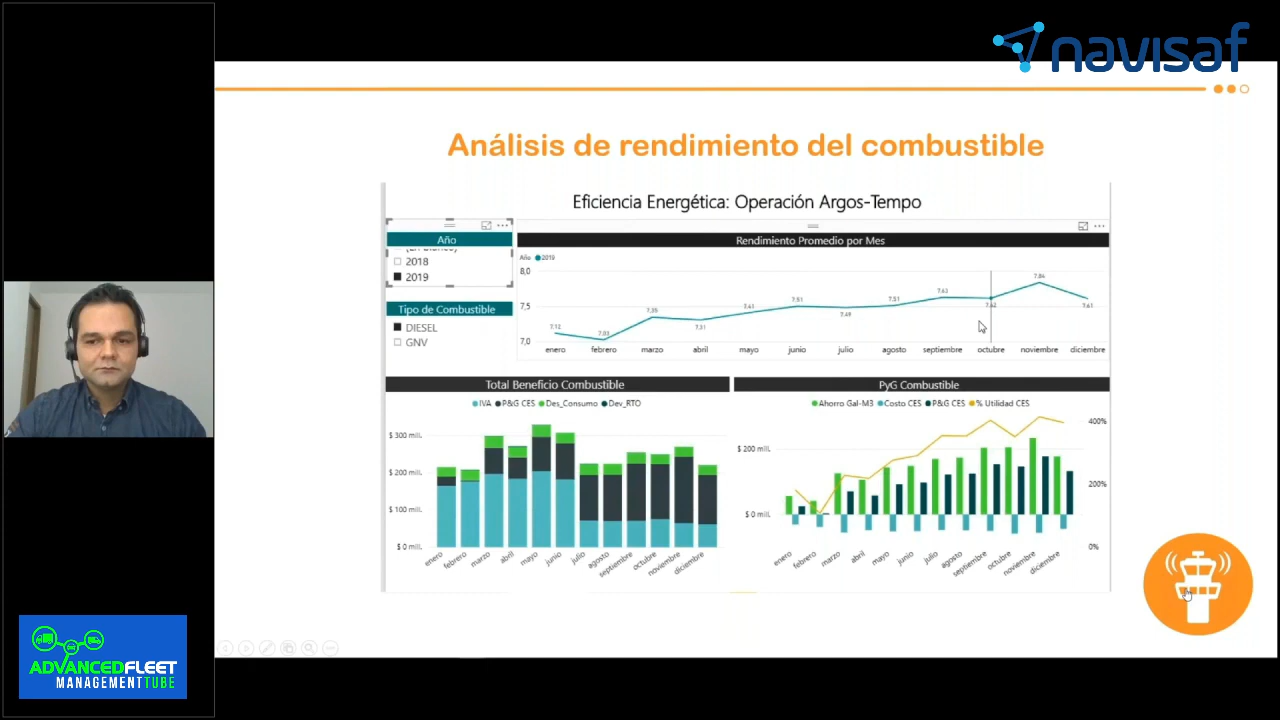 navisaf
Análisis de rendimiento del combustible
Eficiencia Energética: Operación Argos-Tempo
Año
2018
2019
Tipo de Combustible
DIESEL
GNV
Rendimiento Promedio por Mes
Año 2019
8,0
7,5
7,0
7,12
7,03
7,35
7,31
7,41
7,51
7,49
7,51
7,63
7,62
7,84
7,61
enero febrero marzo abril mayo junio julio agosto septiembre octubre noviembre diciembre
Total Beneficio Combustible
IVA P&G CES Des_Consumo Dev_RTO
$ 300 mill.
$ 200 mill.
$ 100 mill.
$ 0 mill.
enero febrero marzo abril mayo junio julio agosto septiembre octubre noviembre diciembre
PyG Combustible
Ahorro Gal-M3 Costo CES P&G CES % Utilidad CES
$ 200 mill.
$ 0 mill.
400%
200%
0%
enero febrero marzo abril mayo junio julio agosto septiembre octubre noviembre diciembre
ADVANCEDFLEET
MANAGEMENTTUBE